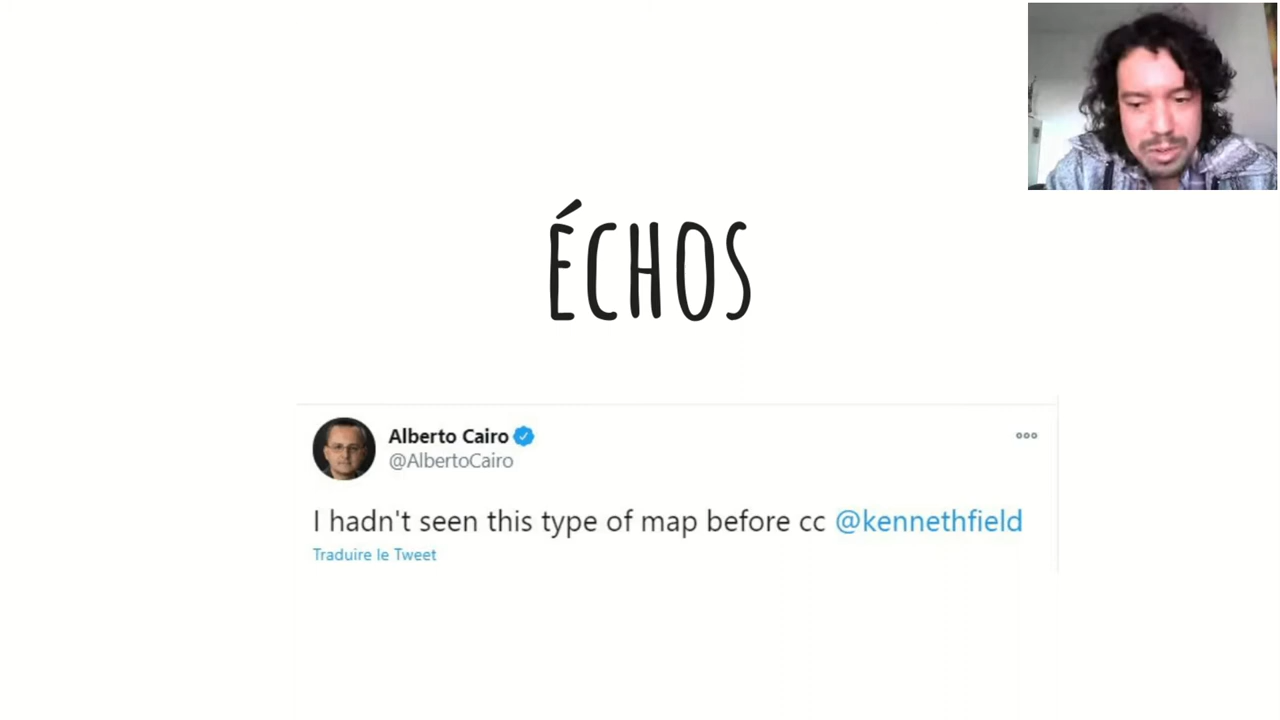 ÉCHOS
Alberto Cairo
@AlbertoCairo
I hadn't seen this type of map before cc @kennethfield
Traduire le Tweet